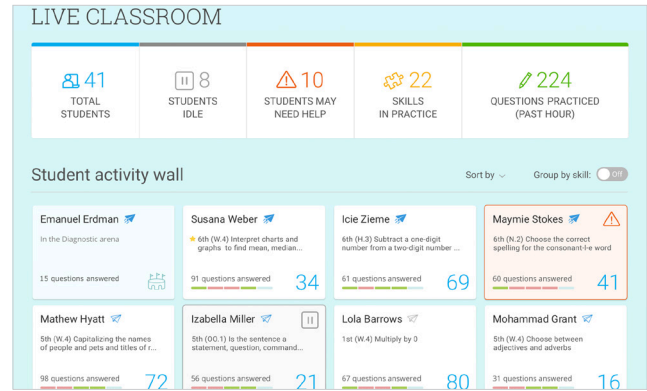 LIVE CLASSROOM
41
TOTAL
STUDENTS
8
STUDENTS
IDLE
10
STUDENTS MAY
NEED HELP
22
SKILLS
IN PRACTICE
224
QUESTIONS PRACTICED
(PAST HOUR)
Student activity wall
Sort by
Group by skill:
Off
Emanuel Erdman
In the Diagnostic arena
15 questions answered
Susana Weber
6th (W.4) Interpret charts and
graphs to find mean, median...
91 questions answered
34
Icie Zieme
6th (H.3) Subtract a one-digit
number from a two-digit number ...
61 questions answered
69
Maymie Stokes
6th (N.2) Choose the correct
spelling for the consonant-l-e word
60 questions answered
41
Mathew Hyatt
5th (W.4) Capitalizing the names
of people and pets and titles of r...
98 questions answered
72
Izabella Miller
5th (OO.1) Is the sentence a
statement, question, command...
56 questions answered
21
Lola Barrows
1st (W.4) Multiply by 0
67 questions answered
80
Mohammad Grant
5th (W.4) Choose between
adjectives and adverbs
31 questions answered
16